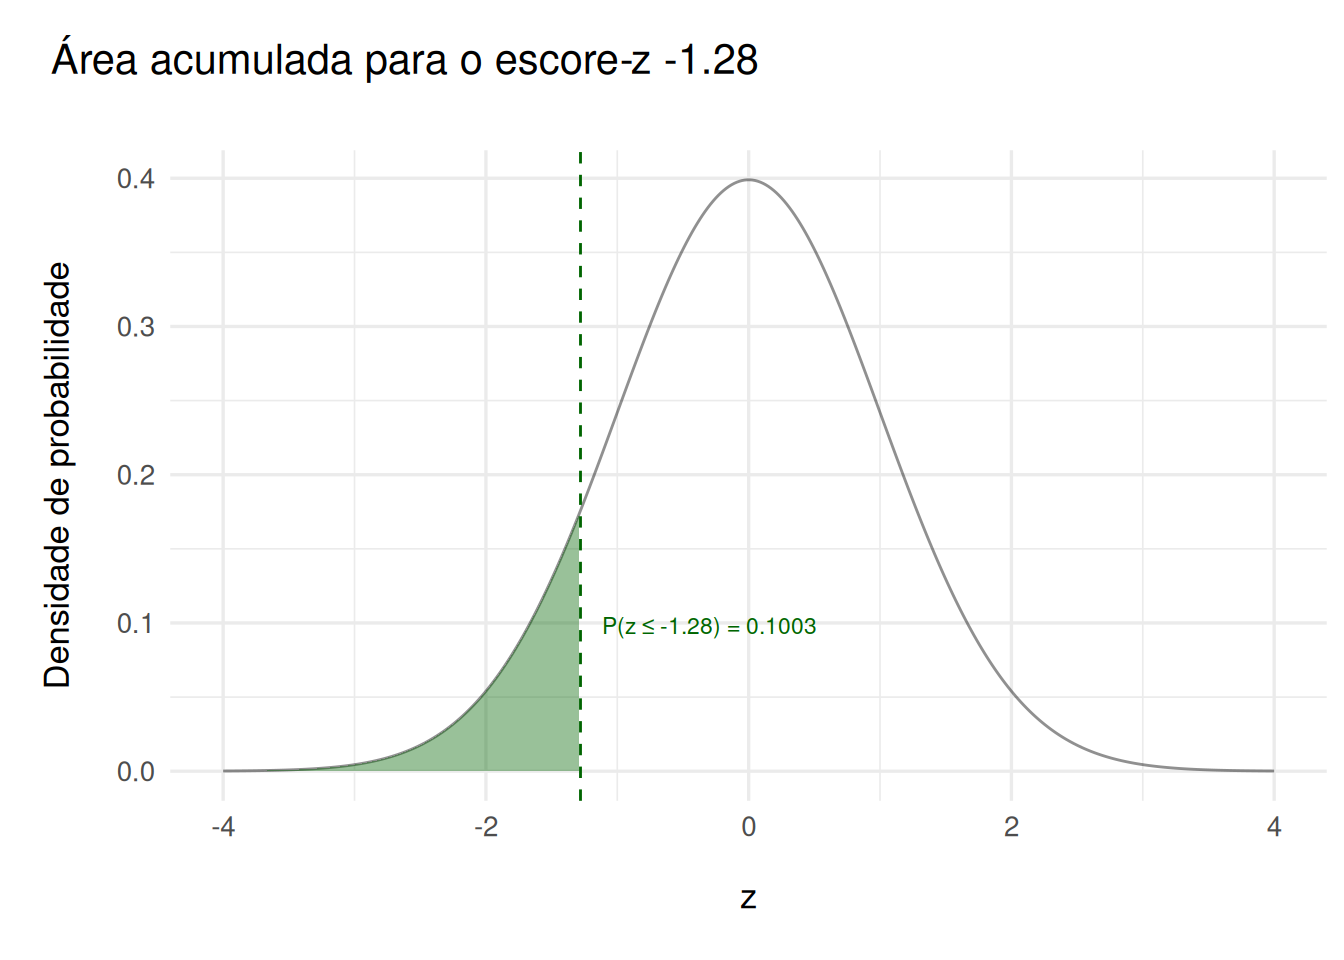 Área acumulada para o escore-z -1.28
Densidade de probabilidade
0.4
0.3
0.2
0.1
0.0
P(z ≤ -1.28) = 0.1003
-4
-2
0
2
4
z